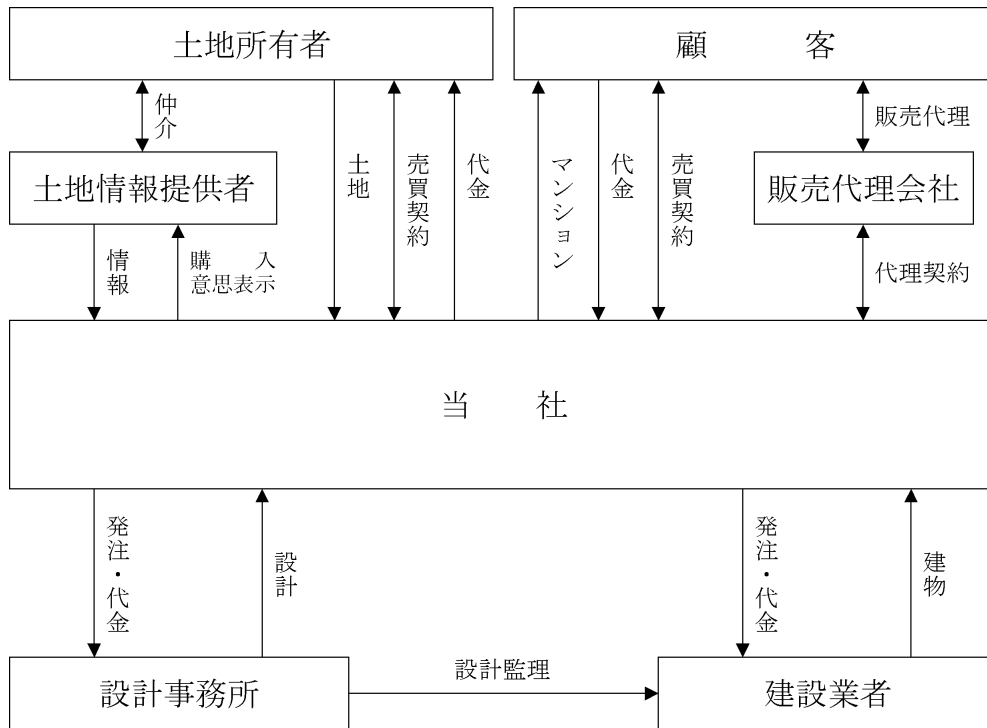 土地所有者
顧客
仲介
販売代理
土地情報提供者
土地
売買契約
代金
マンション
代金
売買契約
販売代理会社
情報
購入
意思表示
代理契約
当社
発注・代金
設計
発注・代金
建物
設計事務所
設計監理
建設業者